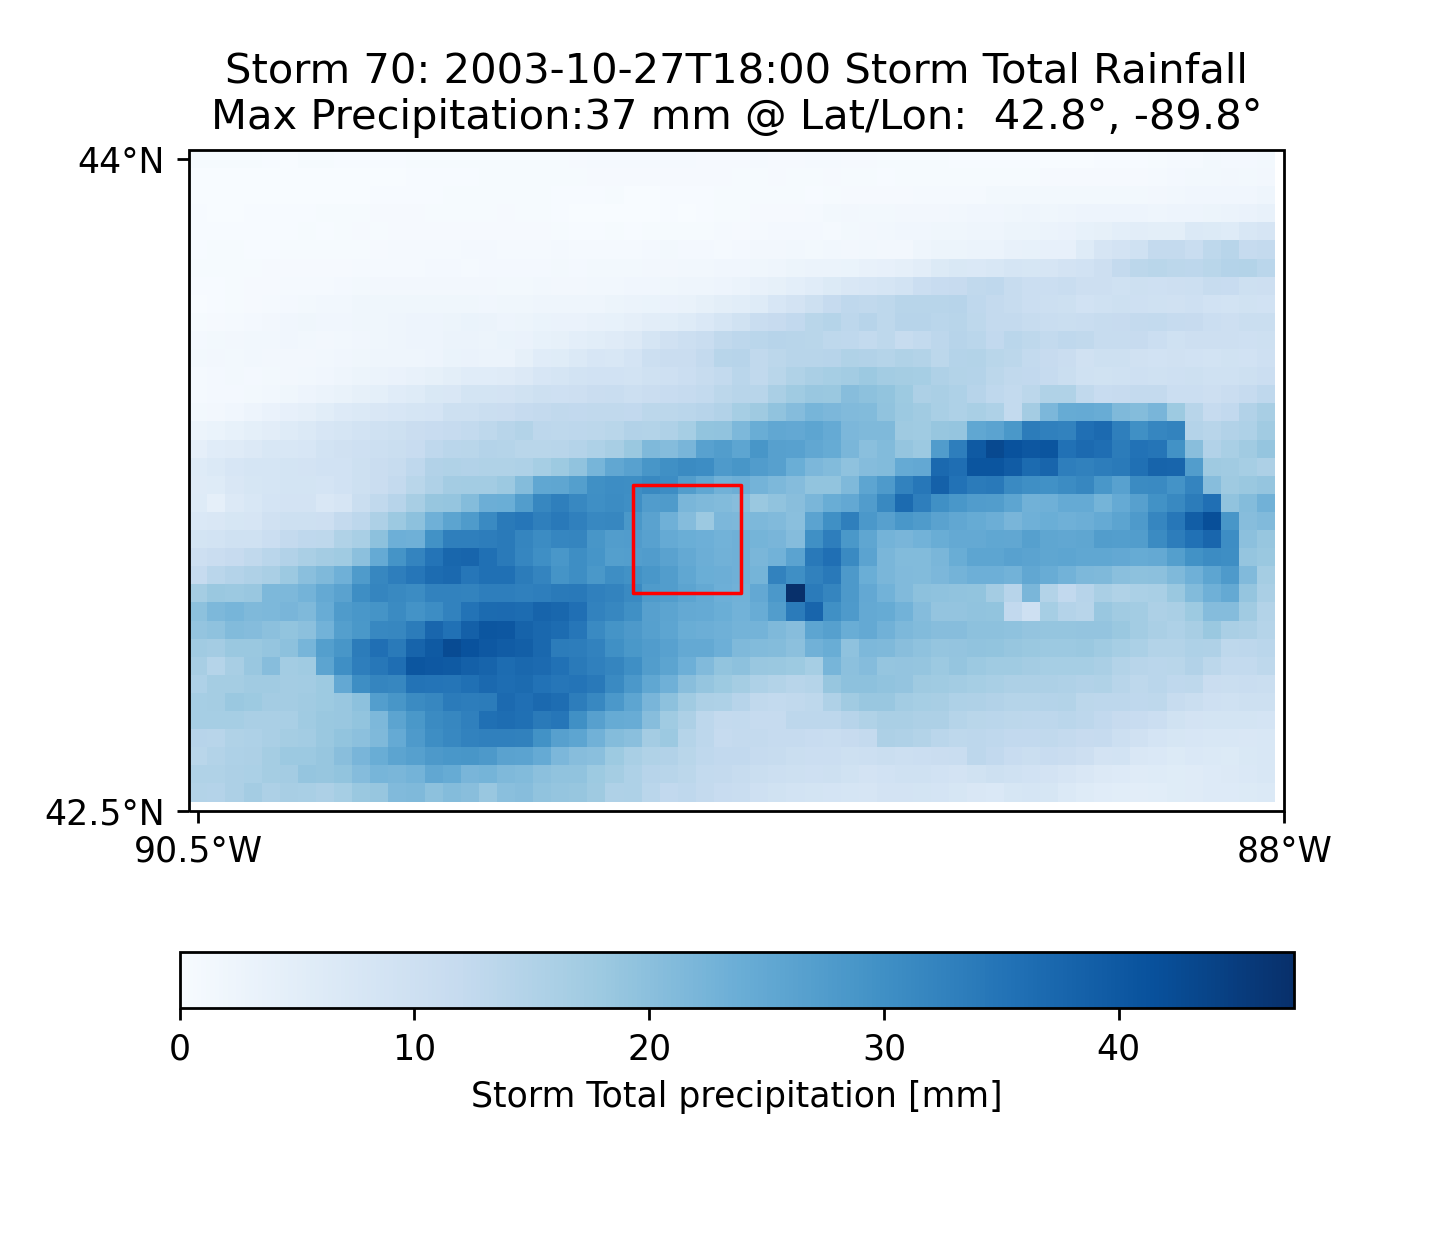 Storm 70: 2003-10-27T18:00 Storm Total Rainfall
Max Precipitation:37 mm @ Lat/Lon:  42.8°, -89.8°
44°N
42.5°N
90.5°W 88°W
0 10 20 30 40
Storm Total precipitation [mm]